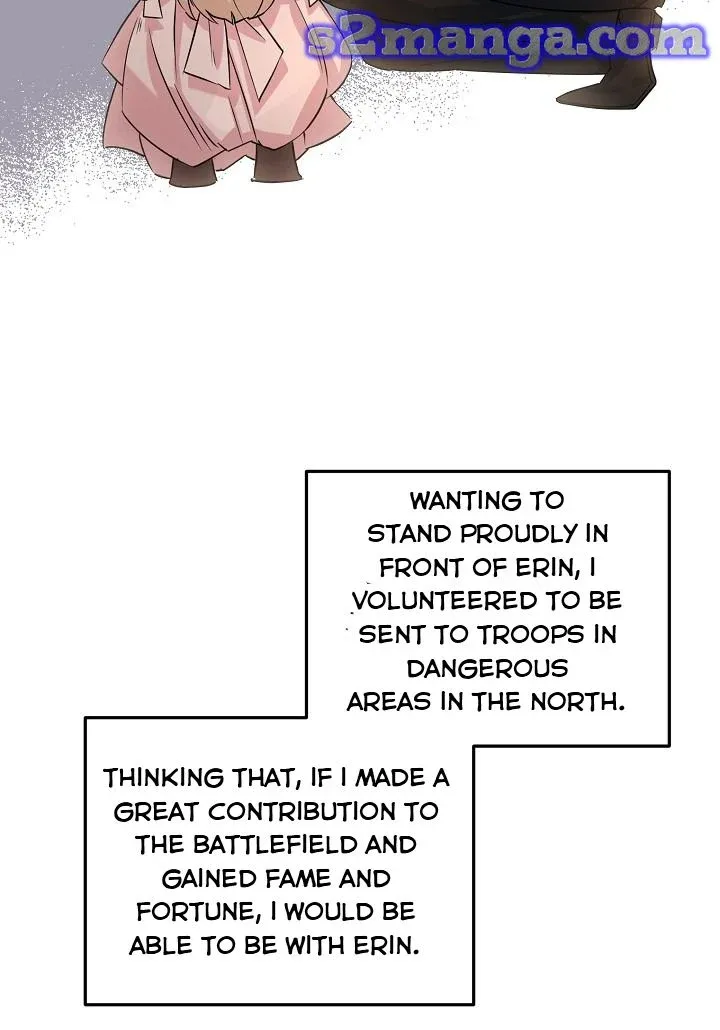 s2manga.com
WANTING TO
STAND PROUDLY IN
FRONT OF ERIN, I
VOLUNTEERED TO BE
SENT TO TROOPS IN
DANGEROUS
AREAS IN THE NORTH.
THINKING THAT, IF I MADE A
GREAT CONTRIBUTION TO
THE BATTLEFIELD AND
GAINED FAME AND
FORTUNE, I WOULD BE
ABLE TO BE WITH ERIN.